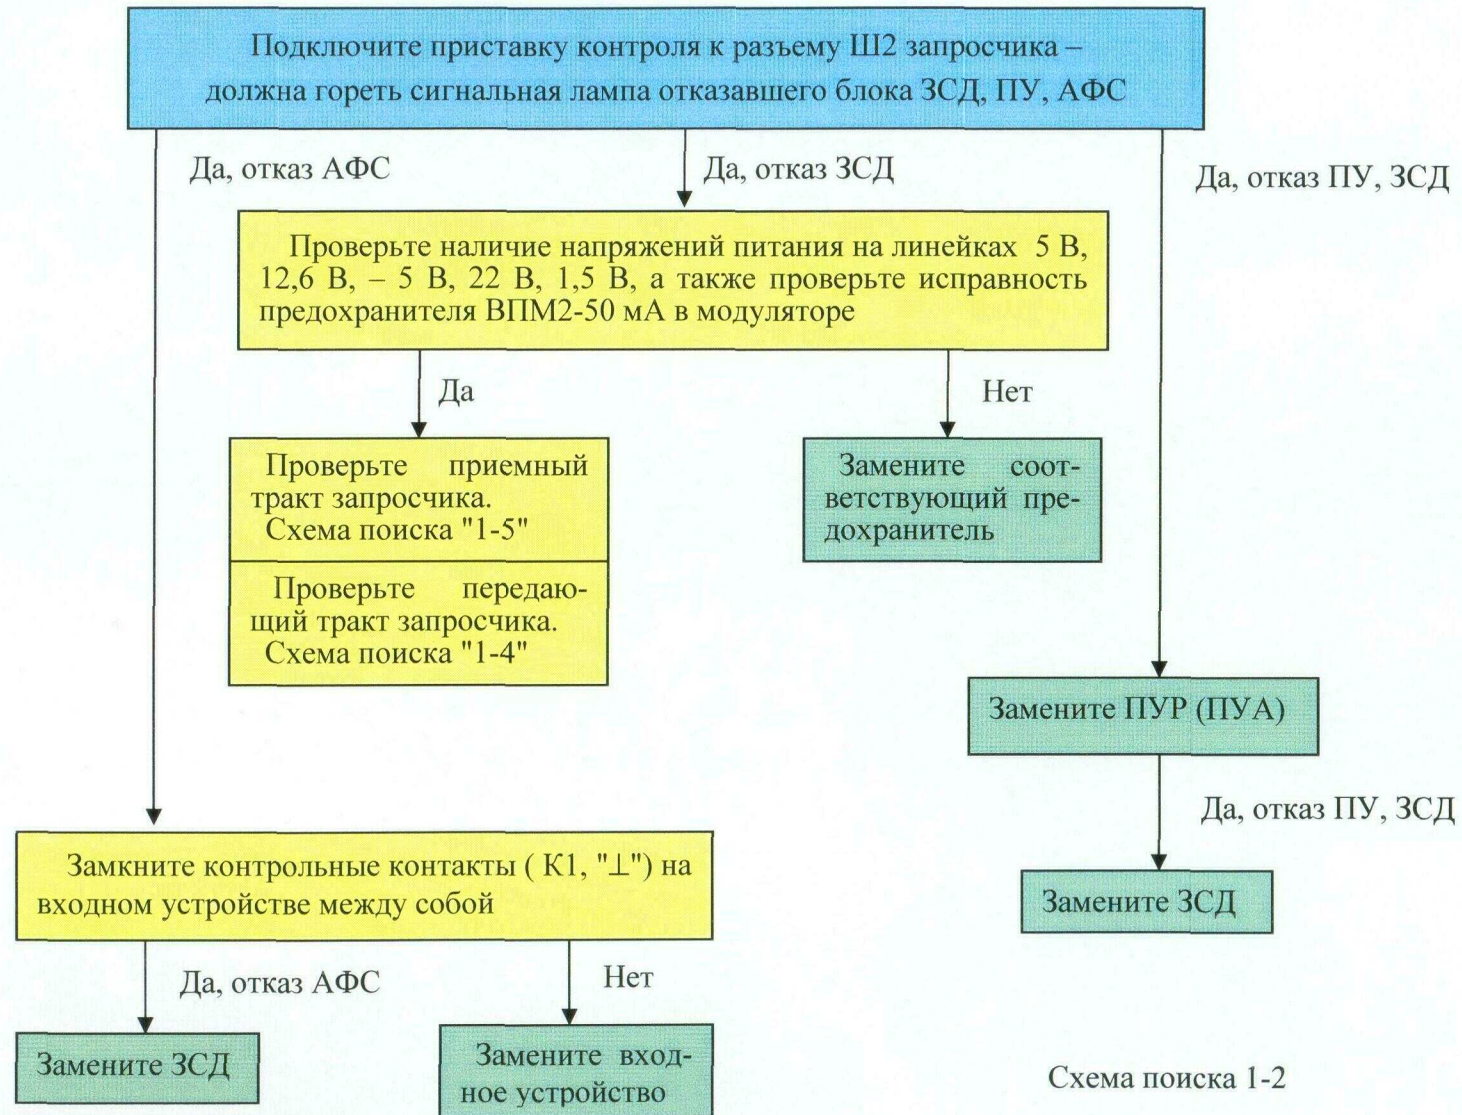 Подключите приставку контроля к разъему Ш2 запросчика –
должна гореть сигнальная лампа отказавшего блока ЗСД, ПУ, АФС
Да, отказ АФС
Да, отказ ЗСД
Да, отказ ПУ, ЗСД
Проверьте наличие напряжений питания на линейках 5 В,
12,6 В, – 5 В, 22 В, 1,5 В, а также проверьте исправность
предохранителя ВПМ2-50 мА в модуляторе
Да
Нет
Проверьте приемный
тракт запросчика.
Схема поиска "1-5"
Проверьте передаю-
щий тракт запросчика.
Схема поиска "1-4"
Замените соот-
ветствующий пре-
дохранитель
Замените ПУР (ПУА)
Да, отказ ПУ, ЗСД
Замените ЗСД
Замкните контрольные контакты ( К1, "⊥") на
входном устройстве между собой
Да, отказ АФС
Нет
Замените ЗСД
Замените вход-
ное устройство
Схема поиска 1-2